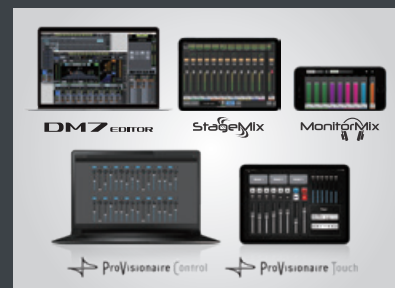 DM7 EDITOR
StageMix
MonitorMix
ProVisionaire Control
ProVisionaire Touch